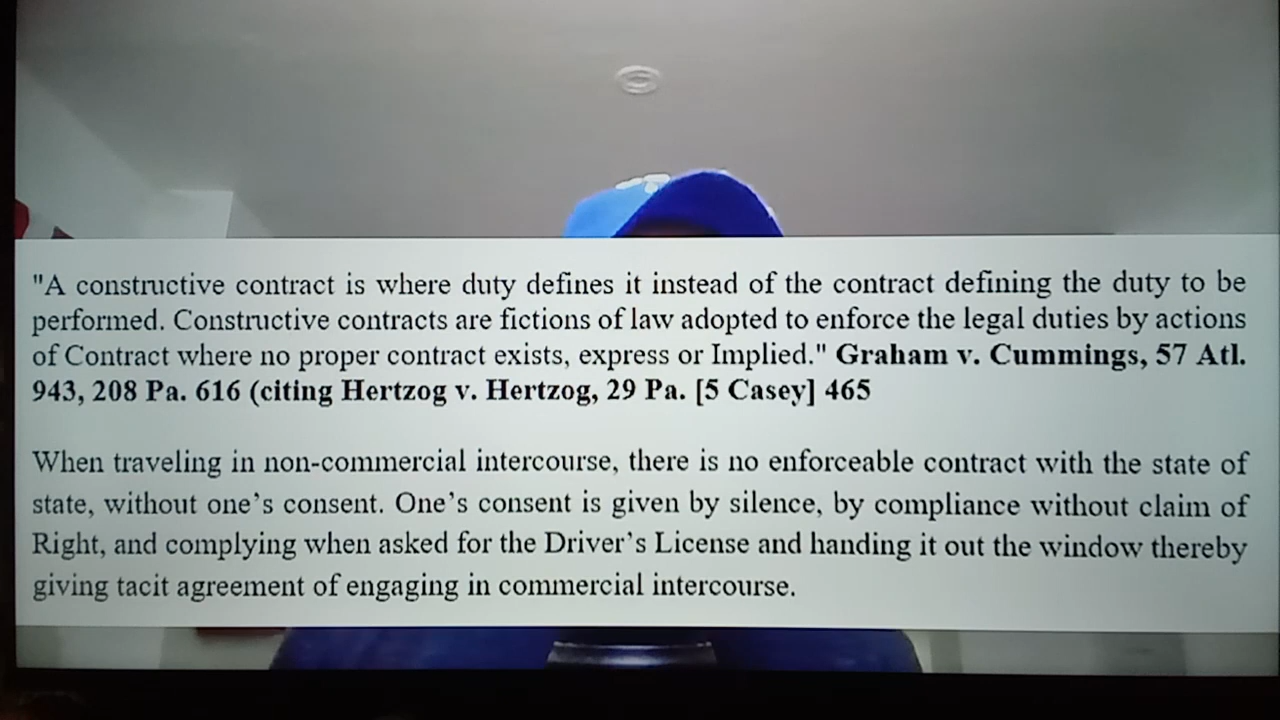 "A constructive contract is where duty defines it instead of the contract defining the duty to be
performed. Constructive contracts are fictions of law adopted to enforce the legal duties by actions
of Contract where no proper contract exists, express or Implied." Graham v. Cummings, 57 Atl.
943, 208 Pa. 616 (citing Hertzog v. Hertzog, 29 Pa. [5 Casey] 465
When traveling in non-commercial intercourse, there is no enforceable contract with the state of
state, without one’s consent. One’s consent is given by silence, by compliance without claim of
Right, and complying when asked for the Driver’s License and handing it out the window thereby
giving tacit agreement of engaging in commercial intercourse.